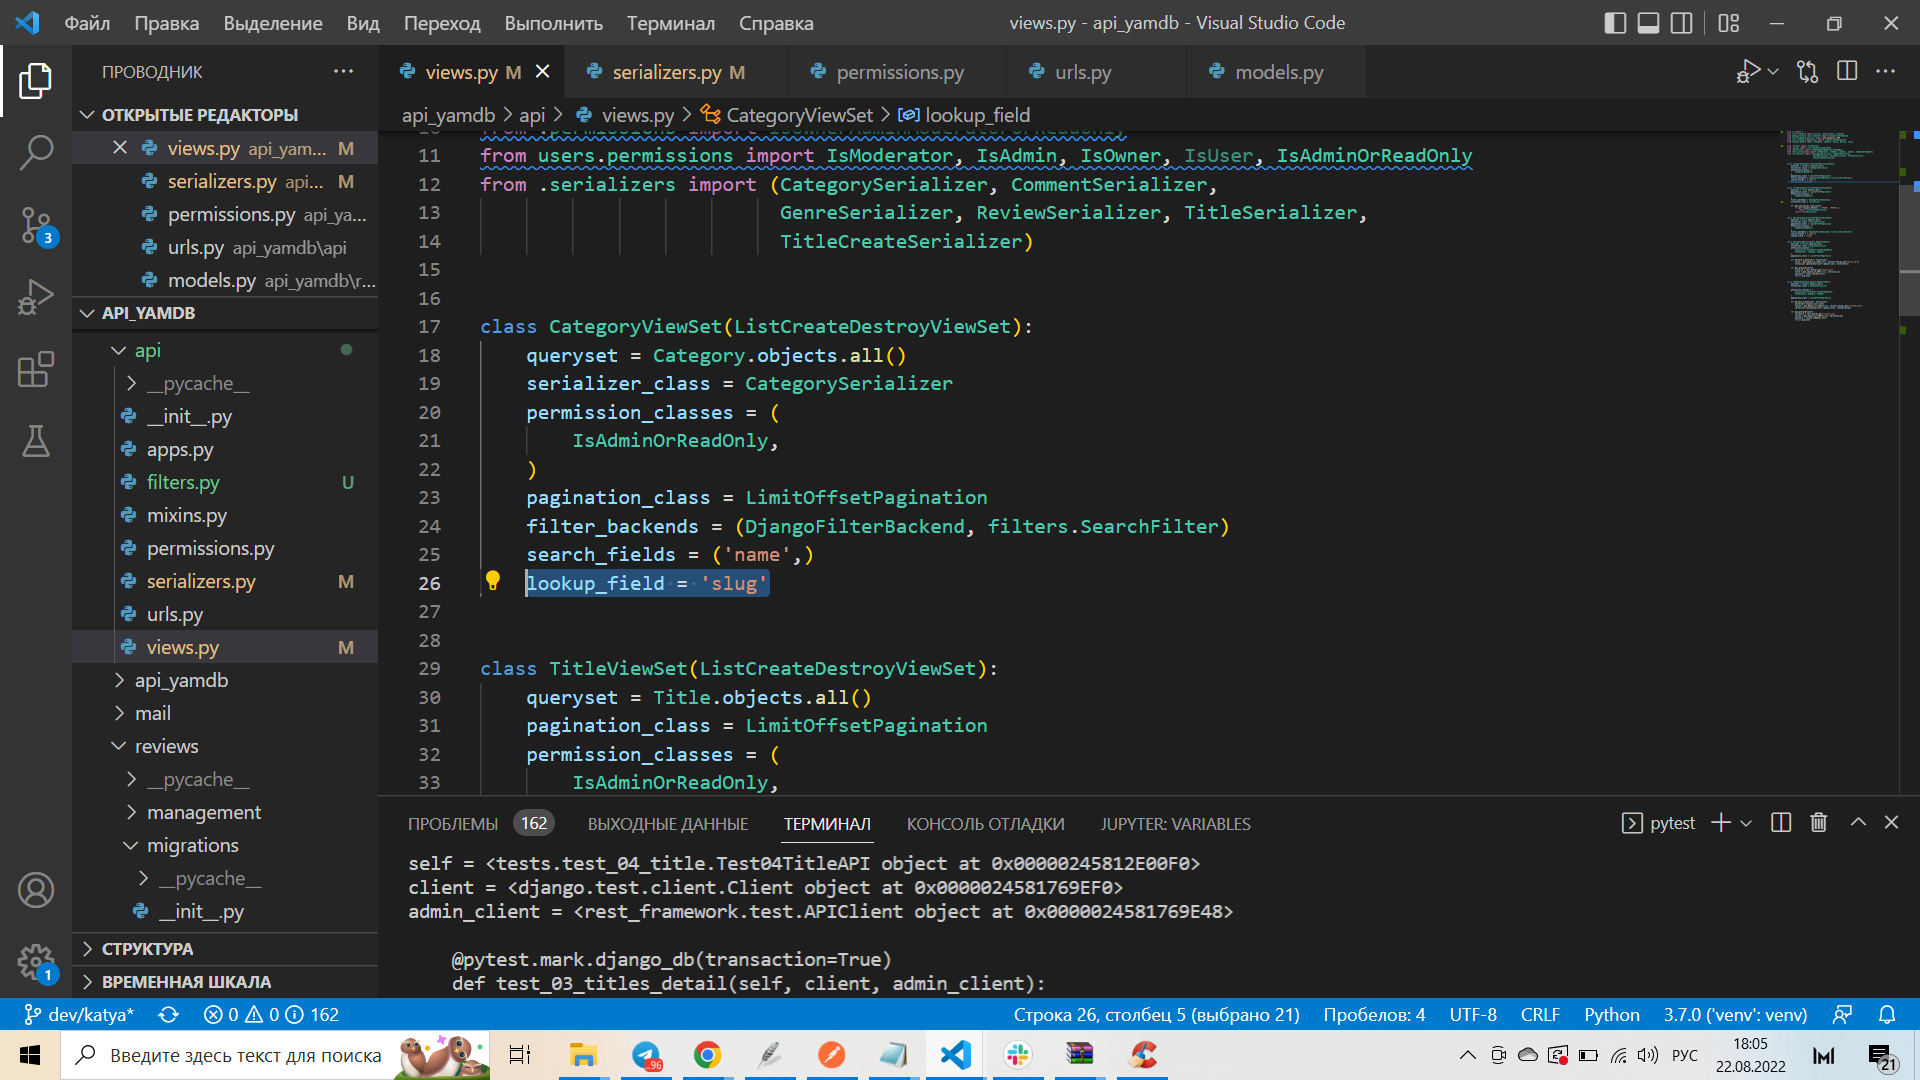 Файл Правка Выделение Вид Переход Выполнить Терминал Справка
views.py - api_yamdb - Visual Studio Code
ПРОВОДНИК
ОТКРЫТЫЕ РЕДАКТОРЫ
views.py api_yam... M
serializers.py api... M
permissions.py api_ya...
urls.py api_yamdb\api
models.py api_yamdb\r...
API_YAMDB
api
__pycache__
__init__.py
apps.py
filters.py U
mixins.py
permissions.py
serializers.py M
urls.py
views.py M
api_yamdb
mail
reviews
__pycache__
management
migrations
__pycache__
__init__.py
СТРУКТУРА
ВРЕМЕННАЯ ШКАЛА
3
1
views.py M serializers.py M permissions.py urls.py models.py
api_yamdb > api > views.py > CategoryViewSet > lookup_field
10 from .permissions import IsOwnerAdminModeratorOrReadOnly
11 from users.permissions import IsModerator, IsAdmin, IsOwner, IsUser, IsAdminOrReadOnly
12 from .serializers import (CategorySerializer, CommentSerializer,
13 GenreSerializer, ReviewSerializer, TitleSerializer,
14 TitleCreateSerializer)
15
16
17 class CategoryViewSet(ListCreateDestroyViewSet):
18 queryset = Category.objects.all()
19 serializer_class = CategorySerializer
20 permission_classes = (
21 IsAdminOrReadOnly,
22 )
23 pagination_class = LimitOffsetPagination
24 filter_backends = (DjangoFilterBackend, filters.SearchFilter)
25 search_fields = ('name',)
26 lookup_field = 'slug'
27
28
29 class TitleViewSet(ListCreateDestroyViewSet):
30 queryset = Title.objects.all()
31 pagination_class = LimitOffsetPagination
32 permission_classes = (
33 IsAdminOrReadOnly,
ПРОБЛЕМЫ 162 ВЫХОДНЫЕ ДАННЫЕ ТЕРМИНАЛ КОНСОЛЬ ОТЛАДКИ JUPYTER: VARIABLES
pytest
self = <tests.test_04_title.Test04TitleAPI object at 0x00000245812E00F0>
client = <django.test.client.Client object at 0x0000024581769EF0>
admin_client = <rest_framework.test.APIClient object at 0x0000024581769E48>
@pytest.mark.django_db(transaction=True)
def test_03_titles_detail(self, client, admin_client):
dev/katya* 0 0 162
Строка 26, столбец 5 (выбрано 21) Пробелов: 4 UTF-8 CRLF Python 3.7.0 ('venv': venv)
Введите здесь текст для поиска
..96
РУС
18:05
22.08.2022
21